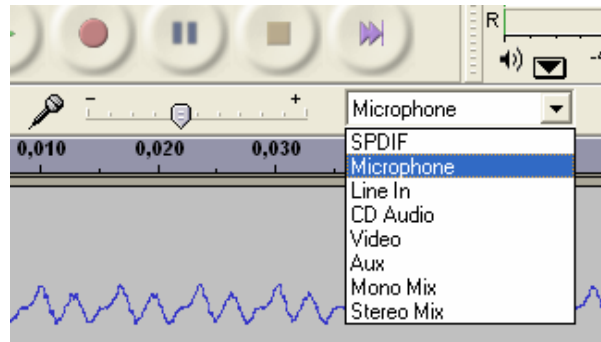 R
- +
Microphone
0,010 0,020 0,030
SPDIF
Microphone
Line In
CD Audio
Video
Aux
Mono Mix
Stereo Mix